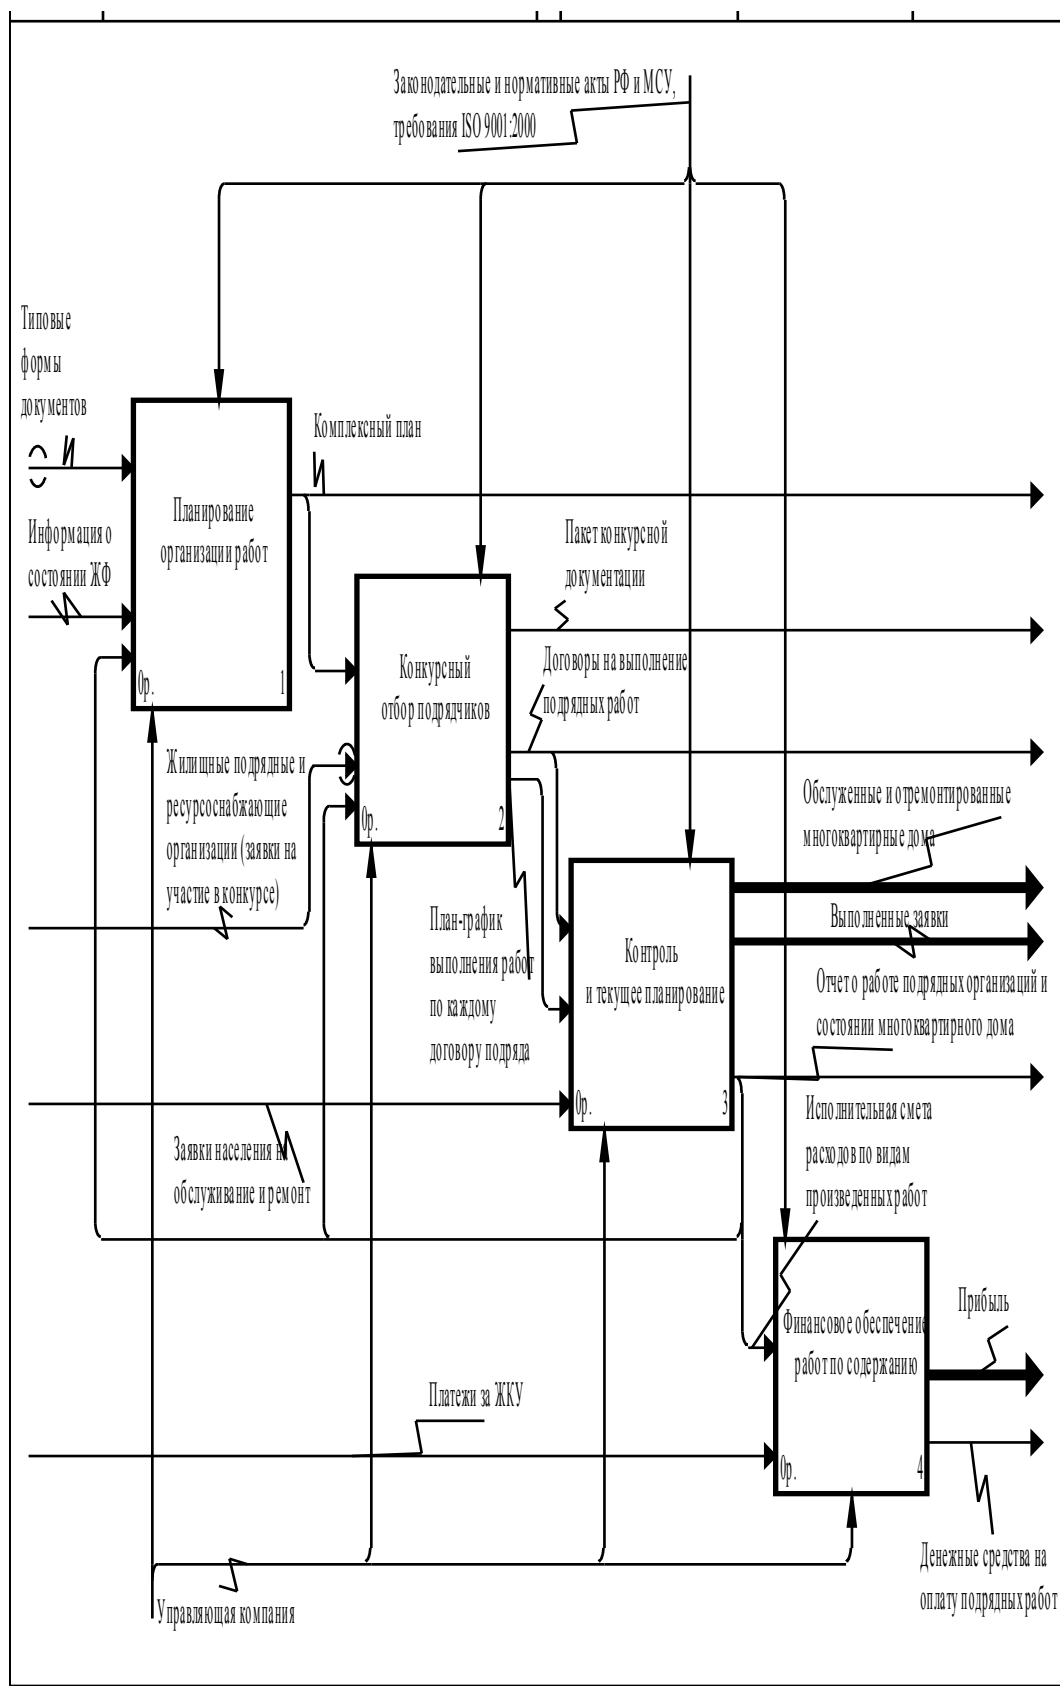 Законодательные и нормативные акты РФ и МСУ,
требования ISO 9001:2000
Типовые
формы
документов
Комплексный план
Информация о
состоянии ЖФ
Планирование
организации работ
0р.
1
Пакет конкурсной
документации
Конкурсный
отбор подрядчиков
0р.
2
Договоры на выполнение
подрядных работ
Жилищные подрядные и
ресурсоснабжающие
организации (заявки на
участие в конкурсе)
Обслуженные и отремонтированные
многоквартирные дома
План-график
выполнения работ
по каждому
договору подряда
Контроль
и текущее планирование
0р.
3
Выполненные заявки
Отчет о работе подрядных организаций и
состоянии многоквартирного дома
Заявки населения на
обслуживание и ремонт
Исполнительная смета
расходов по видам
произведенных работ
Финансовое обеспечение
работ по содержанию
0р.
4
Прибыль
Платежи за ЖКУ
Денежные средства на
оплату подрядных работ
Управляющая компания